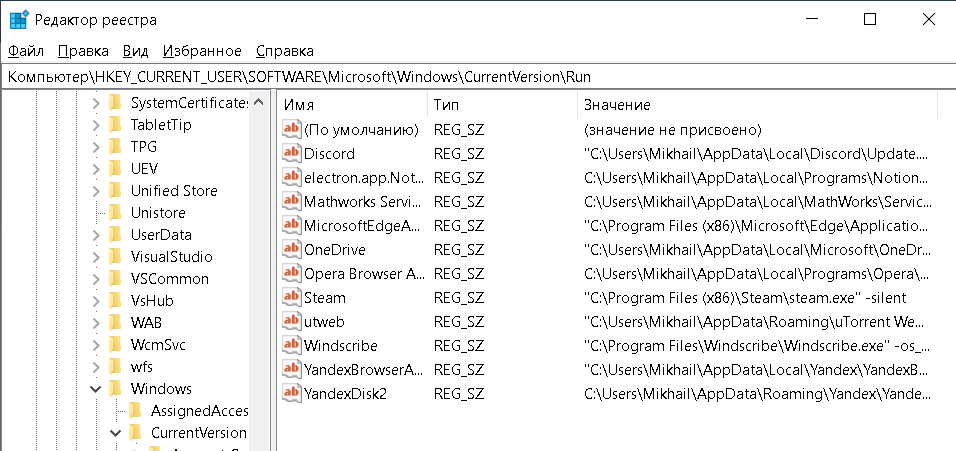 Редактор реестра
Файл Правка Вид Избранное Справка
Компьютер\HKEY_CURRENT_USER\SOFTWARE\Microsoft\Windows\CurrentVersion\Run
SystemCertificate
TabletTip
TPG
UEV
Unified Store
Unistore
UserData
VisualStudio
VSCommon
VsHub
WAB
WcmSvc
wfs
Windows
AssignedAcces
CurrentVersion
Имя Тип Значение
(По умолчанию) REG_SZ (значение не присвоено)
Discord REG_SZ "C:\Users\Mikhail\AppData\Local\Discord\Update....
electron.app.Not... REG_SZ C:\Users\Mikhail\AppData\Local\Programs\Notion...
Mathworks Servic... REG_SZ C:\Users\Mikhail\AppData\Local\MathWorks\Servic...
MicrosoftEdgeA... REG_SZ "C:\Program Files (x86)\Microsoft\Edge\Applicatio...
OneDrive REG_SZ "C:\Users\Mikhail\AppData\Local\Microsoft\OneDr...
Opera Browser A... REG_SZ C:\Users\Mikhail\AppData\Local\Programs\Opera\...
Steam REG_SZ "C:\Program Files (x86)\Steam\steam.exe" -silent
utweb REG_SZ "C:\Users\Mikhail\AppData\Roaming\uTorrent We...
Windscribe REG_SZ "C:\Program Files\Windscribe\Windscribe.exe" -os_...
YandexBrowserA... REG_SZ "C:\Users\Mikhail\AppData\Local\Yandex\YandexB...
YandexDisk2 REG_SZ C:\Users\Mikhail\AppData\Roaming\Yandex\Yande...